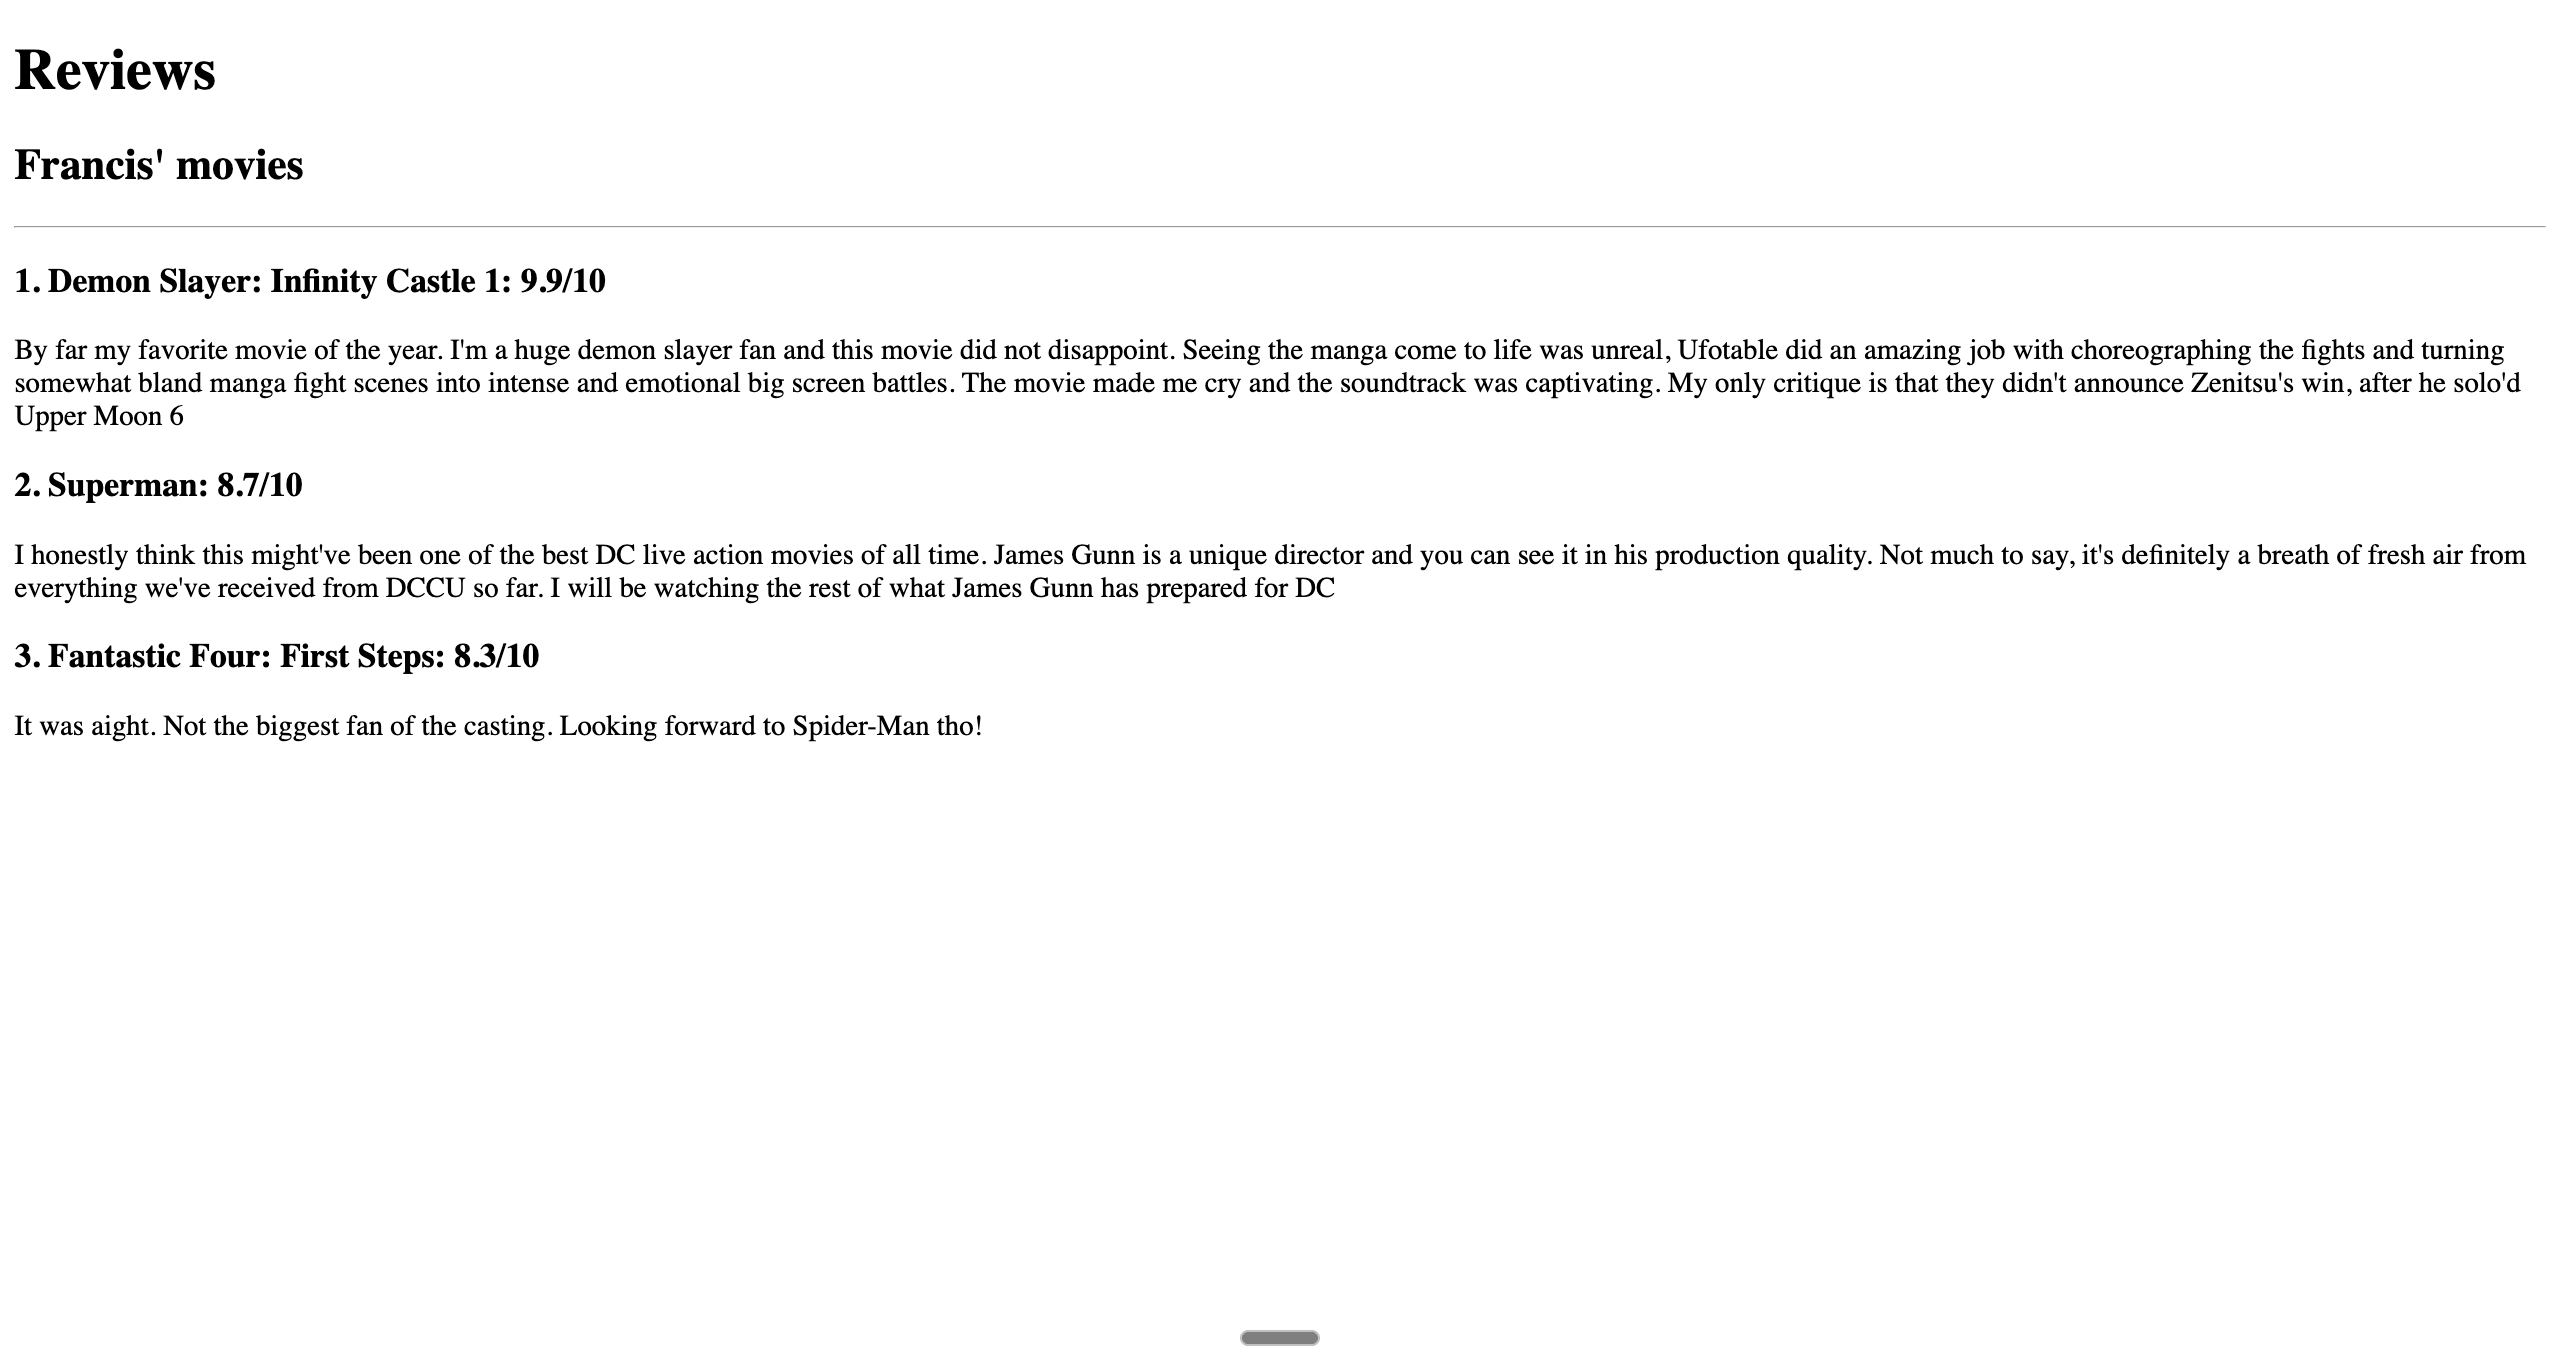 Reviews
Francis' movies
1. Demon Slayer: Infinity Castle 1: 9.9/10
By far my favorite movie of the year. I'm a huge demon slayer fan and this movie did not disappoint. Seeing the manga come to life was unreal, Ufotable did an amazing job with choreographing the fights and turning
somewhat bland manga fight scenes into intense and emotional big screen battles. The movie made me cry and the soundtrack was captivating. My only critique is that they didn't announce Zenitsu's win, after he solo'd
Upper Moon 6
2. Superman: 8.7/10
I honestly think this might've been one of the best DC live action movies of all time. James Gunn is a unique director and you can see it in his production quality. Not much to say, it's definitely a breath of fresh air from
everything we've received from DCCU so far. I will be watching the rest of what James Gunn has prepared for DC
3. Fantastic Four: First Steps: 8.3/10
It was aight. Not the biggest fan of the casting. Looking forward to Spider-Man tho!